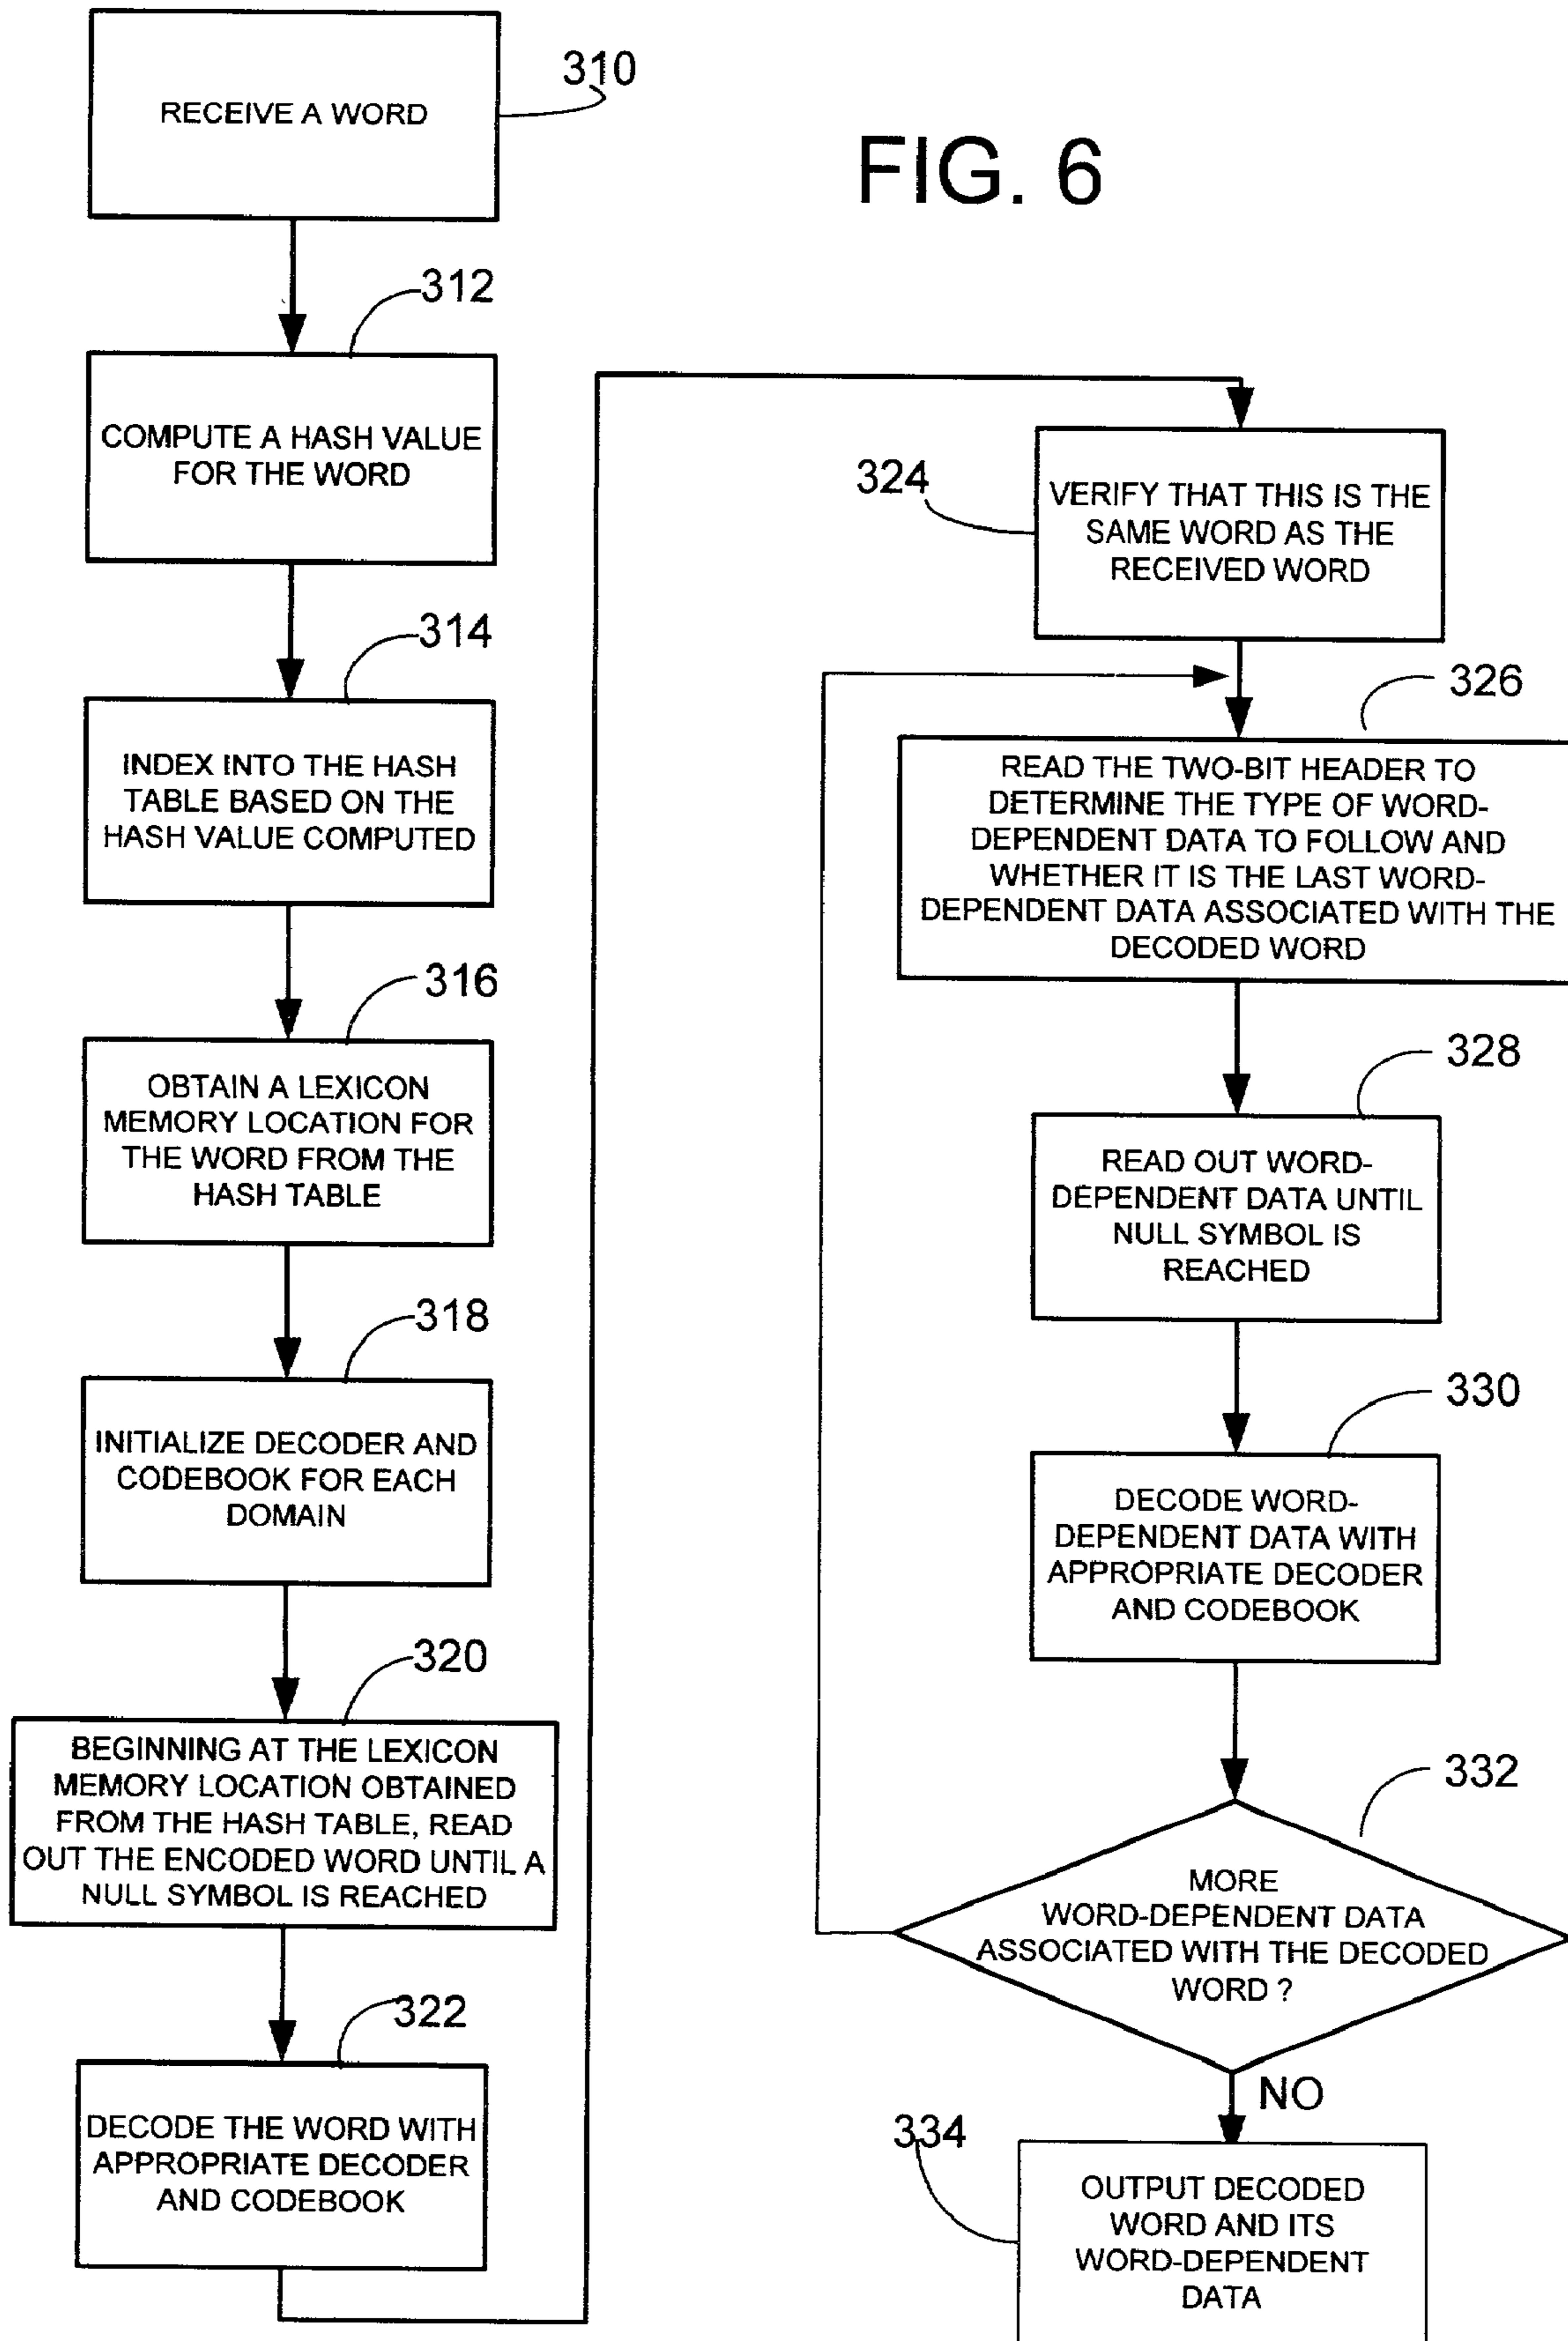 FIG. 6
310
RECEIVE A WORD
312
COMPUTE A HASH VALUE
FOR THE WORD
314
INDEX INTO THE HASH
TABLE BASED ON THE
HASH VALUE COMPUTED
316
OBTAIN A LEXICON
MEMORY LOCATION FOR
THE WORD FROM THE
HASH TABLE
318
INITIALIZE DECODER AND
CODEBOOK FOR EACH
DOMAIN
320
BEGINNING AT THE LEXICON
MEMORY LOCATION OBTAINED
FROM THE HASH TABLE, READ
OUT THE ENCODED WORD UNTIL A
NULL SYMBOL IS REACHED
322
DECODE THE WORD WITH
APPROPRIATE DECODER
AND CODEBOOK
324
VERIFY THAT THIS IS THE
SAME WORD AS THE
RECEIVED WORD
326
READ THE TWO-BIT HEADER TO
DETERMINE THE TYPE OF WORD-
DEPENDENT DATA TO FOLLOW AND
WHETHER IT IS THE LAST WORD-
DEPENDENT DATA ASSOCIATED WITH THE
DECODED WORD
328
READ OUT WORD-
DEPENDENT DATA UNTIL
NULL SYMBOL IS
REACHED
330
DECODE WORD-
DEPENDENT DATA WITH
APPROPRIATE DECODER
AND CODEBOOK
332
MORE
WORD-DEPENDENT DATA
ASSOCIATED WITH THE DECODED
WORD ?
NO
334
OUTPUT DECODED
WORD AND ITS
WORD-DEPENDENT
DATA